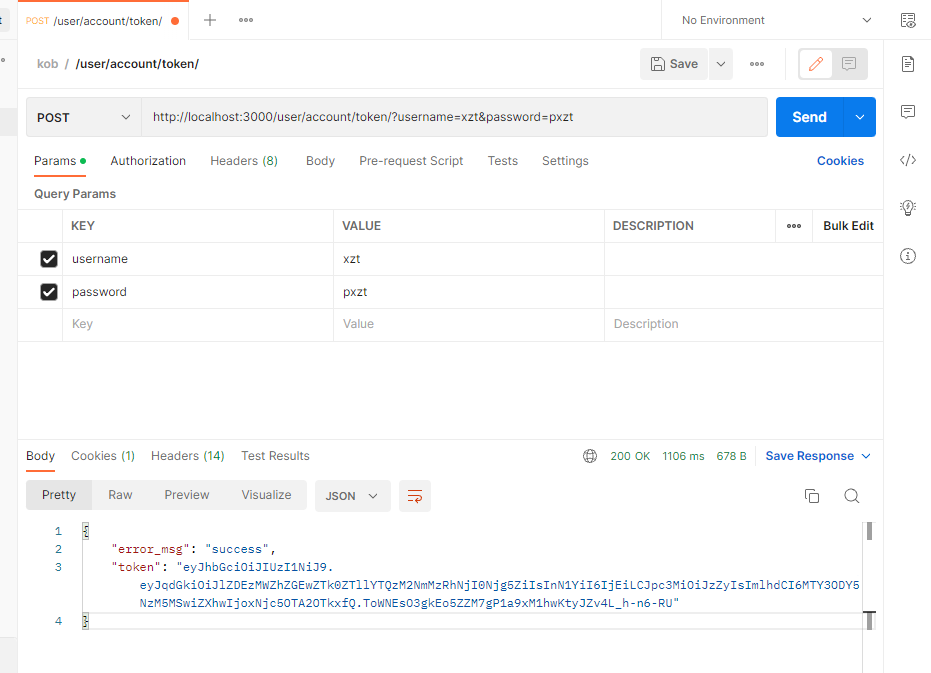 t
POST /user/account/token/
No Environment
kob / /user/account/token/
Save
POST
http://localhost:3000/user/account/token/?username=xzt&password=pxzt
Send
Params
Authorization
Headers (8)
Body
Pre-request Script
Tests
Settings
Cookies
Query Params
KEY VALUE DESCRIPTION
Bulk Edit
username xzt
password pxzt
Key Value Description
Body
Cookies (1)
Headers (14)
Test Results
200 OK 1106 ms 678 B
Save Response
Pretty Raw Preview Visualize
JSON
1 {
2 "error_msg": "success",
3 "token": "eyJhbGciOiJIUzI1NiJ9.
eyJqdGkiOiJlZDEzMWZhZGEwZTk0ZTllYTQzM2NmMzRhNjI0Njg5ZiIsInN1YiI6IjEiLCJpc3MiOiJzZyIsImlhdCI6MTY3ODY5
NzM5MSwiZXhwIjoxNjc5OTA2OTkxfQ.ToWNEsO3gkEo5ZZM7gP1a9xM1hwKtyJZv4L_h-n6-RU"
4 }